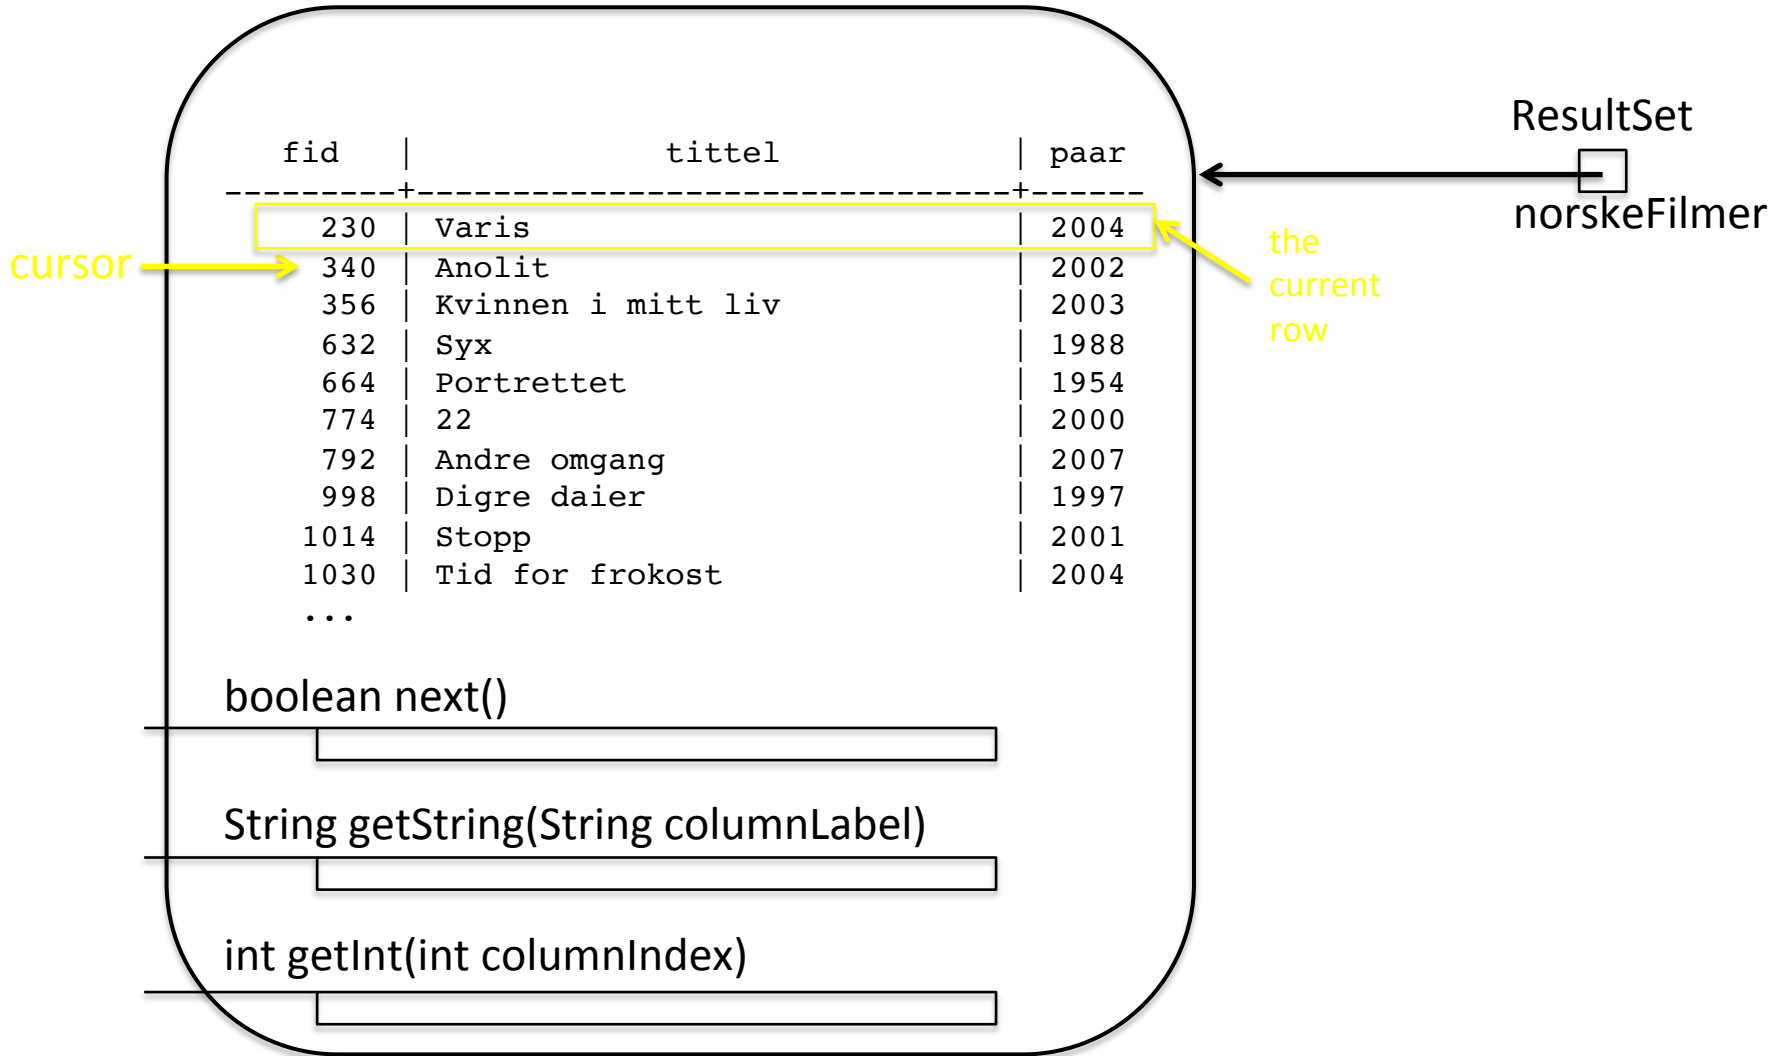 fid | tittel | paar
---------+-------------------------------+------
230 | Varis | 2004
340 | Anolit | 2002
356 | Kvinnen i mitt liv | 2003
632 | Syx | 1988
664 | Portrettet | 1954
774 | 22 | 2000
792 | Andre omgang | 2007
998 | Digre daier | 1997
1014 | Stopp | 2001
1030 | Tid for frokost | 2004
...
cursor
the
current
row
ResultSet
norskeFilmer
boolean next()
String getString(String columnLabel)
int getInt(int columnIndex)